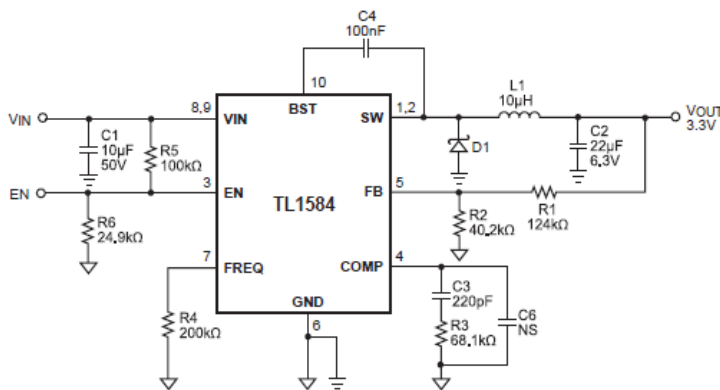 C4
100nF
10
8,9
BST
1,2
L1
10µH
VIN
VIN
SW
VOUT
3.3V
C1
10µF
50V
R5
100kΩ
D1
C2
22µF
6.3V
EN
3
EN
TL1584
FB
5
R6
24.9kΩ
R2
40.2kΩ
R1
124kΩ
7
FREQ
COMP
4
R4
200kΩ
GND
6
C3
220pF
R3
68.1kΩ
C6
NS